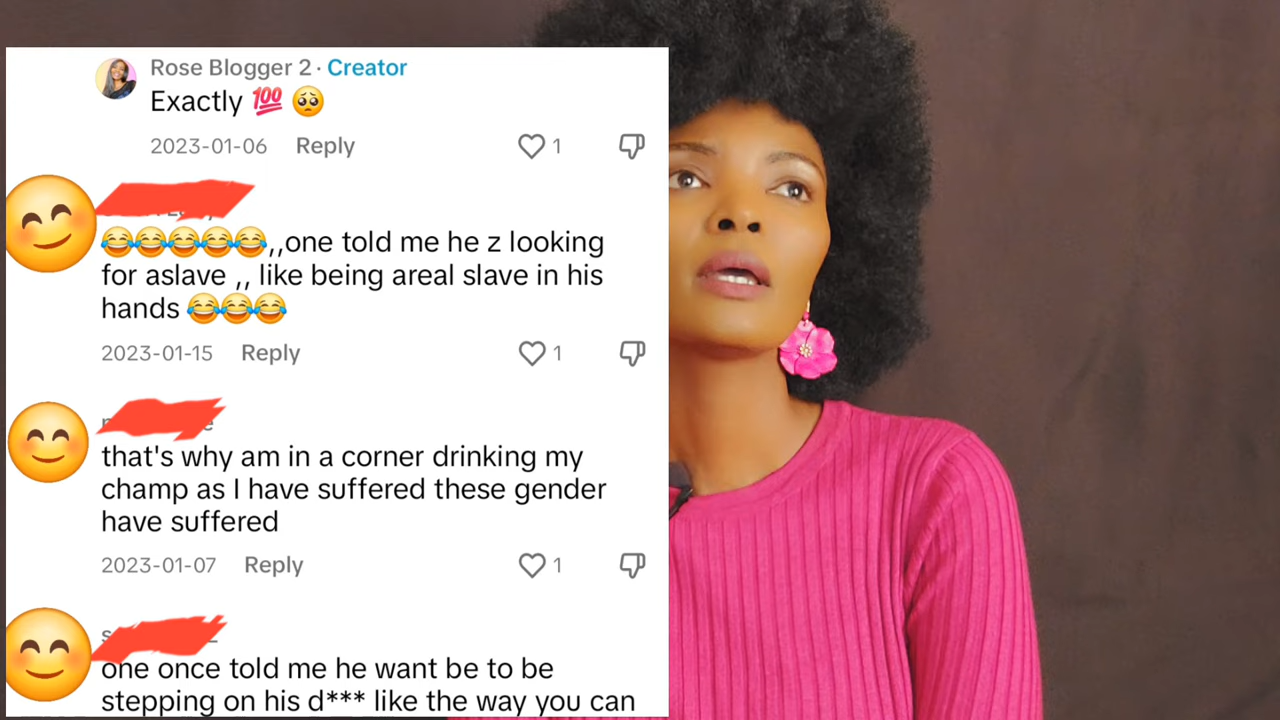 Rose Blogger 2 · Creator
Exactly 💯 🥺
2023-01-06 Reply 1
😂😂😂😂😂,,one told me he z looking
for aslave ,, like being areal slave in his
hands 😂😂😂
2023-01-15 Reply 1
that's why am in a corner drinking my
champ as I have suffered these gender
have suffered
2023-01-07 Reply 1
one once told me he want be to be
stepping on his d*** like the way you can